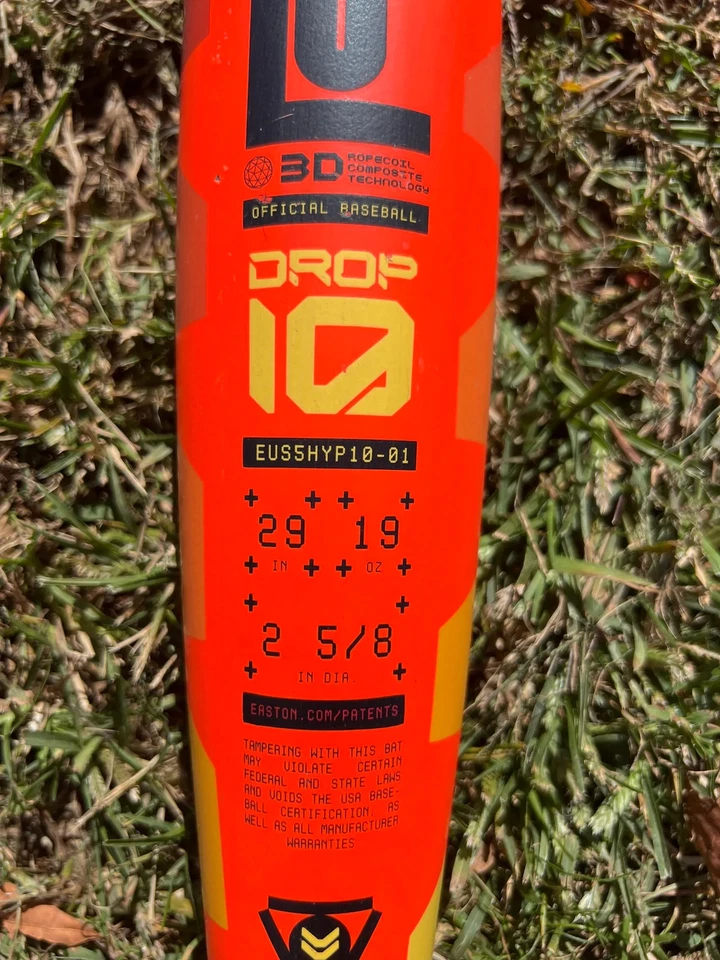 3D ROPECOIL
COMPOSITE
TECHNOLOGY
OFFICIAL BASEBALL
DROP
10
EUS5HYP10-01
29 19
IN OZ
2 5/8
IN DIA.
EASTON.COM/PATENTS
TAMPERING WITH THIS BAT
MAY VIOLATE CERTAIN
FEDERAL AND STATE LAWS
AND VOIDS THE USA BASE-
BALL CERTIFICATION, AS
WELL AS ALL MANUFACTURER
WARRANTIES